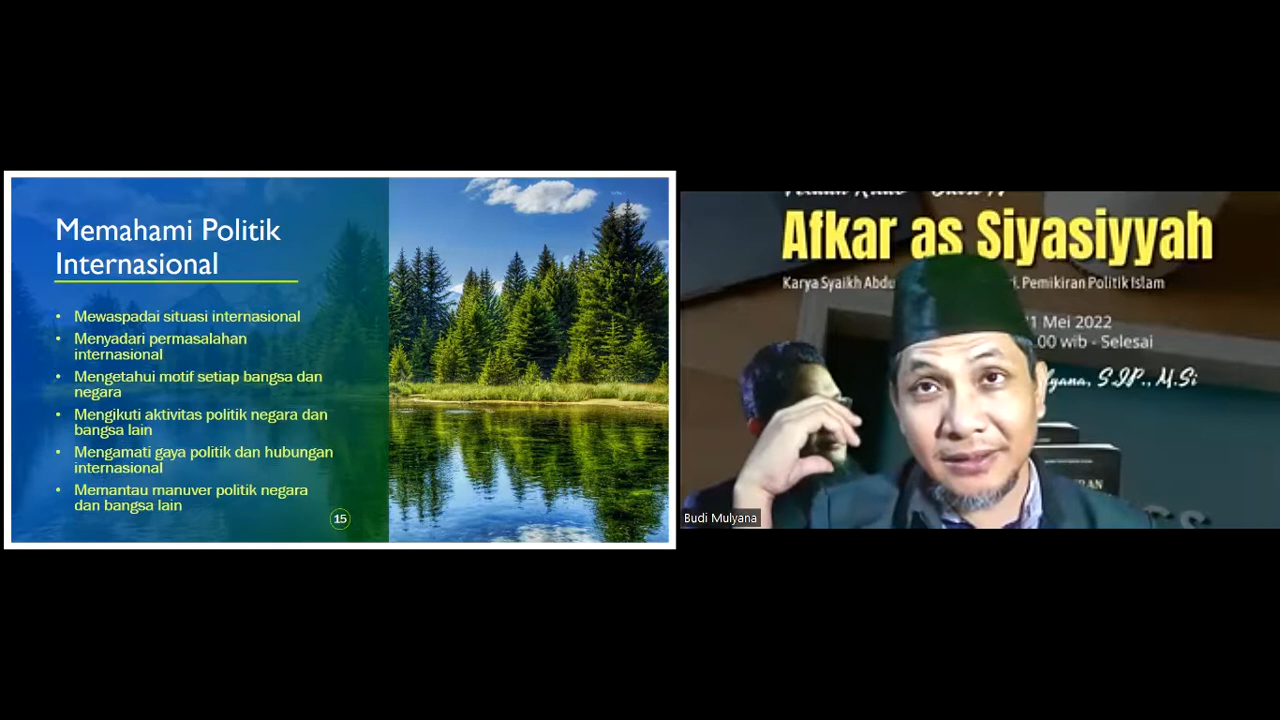 Memahami Politik
Internasional
• Mewaspadai situasi internasional
• Menyadari permasalahan
internasional
• Mengetahui motif setiap bangsa dan
negara
• Mengikuti aktivitas politik negara dan
bangsa lain
• Mengamati gaya politik dan hubungan
internasional
• Memantau manuver politik negara
dan bangsa lain
15
Afkar as Siyasiyyah
Karya Syaikh Pemikiran Politik Islam
Mei 2022
wib - Selesai
S.IP., M.Si
Budi Mulyana